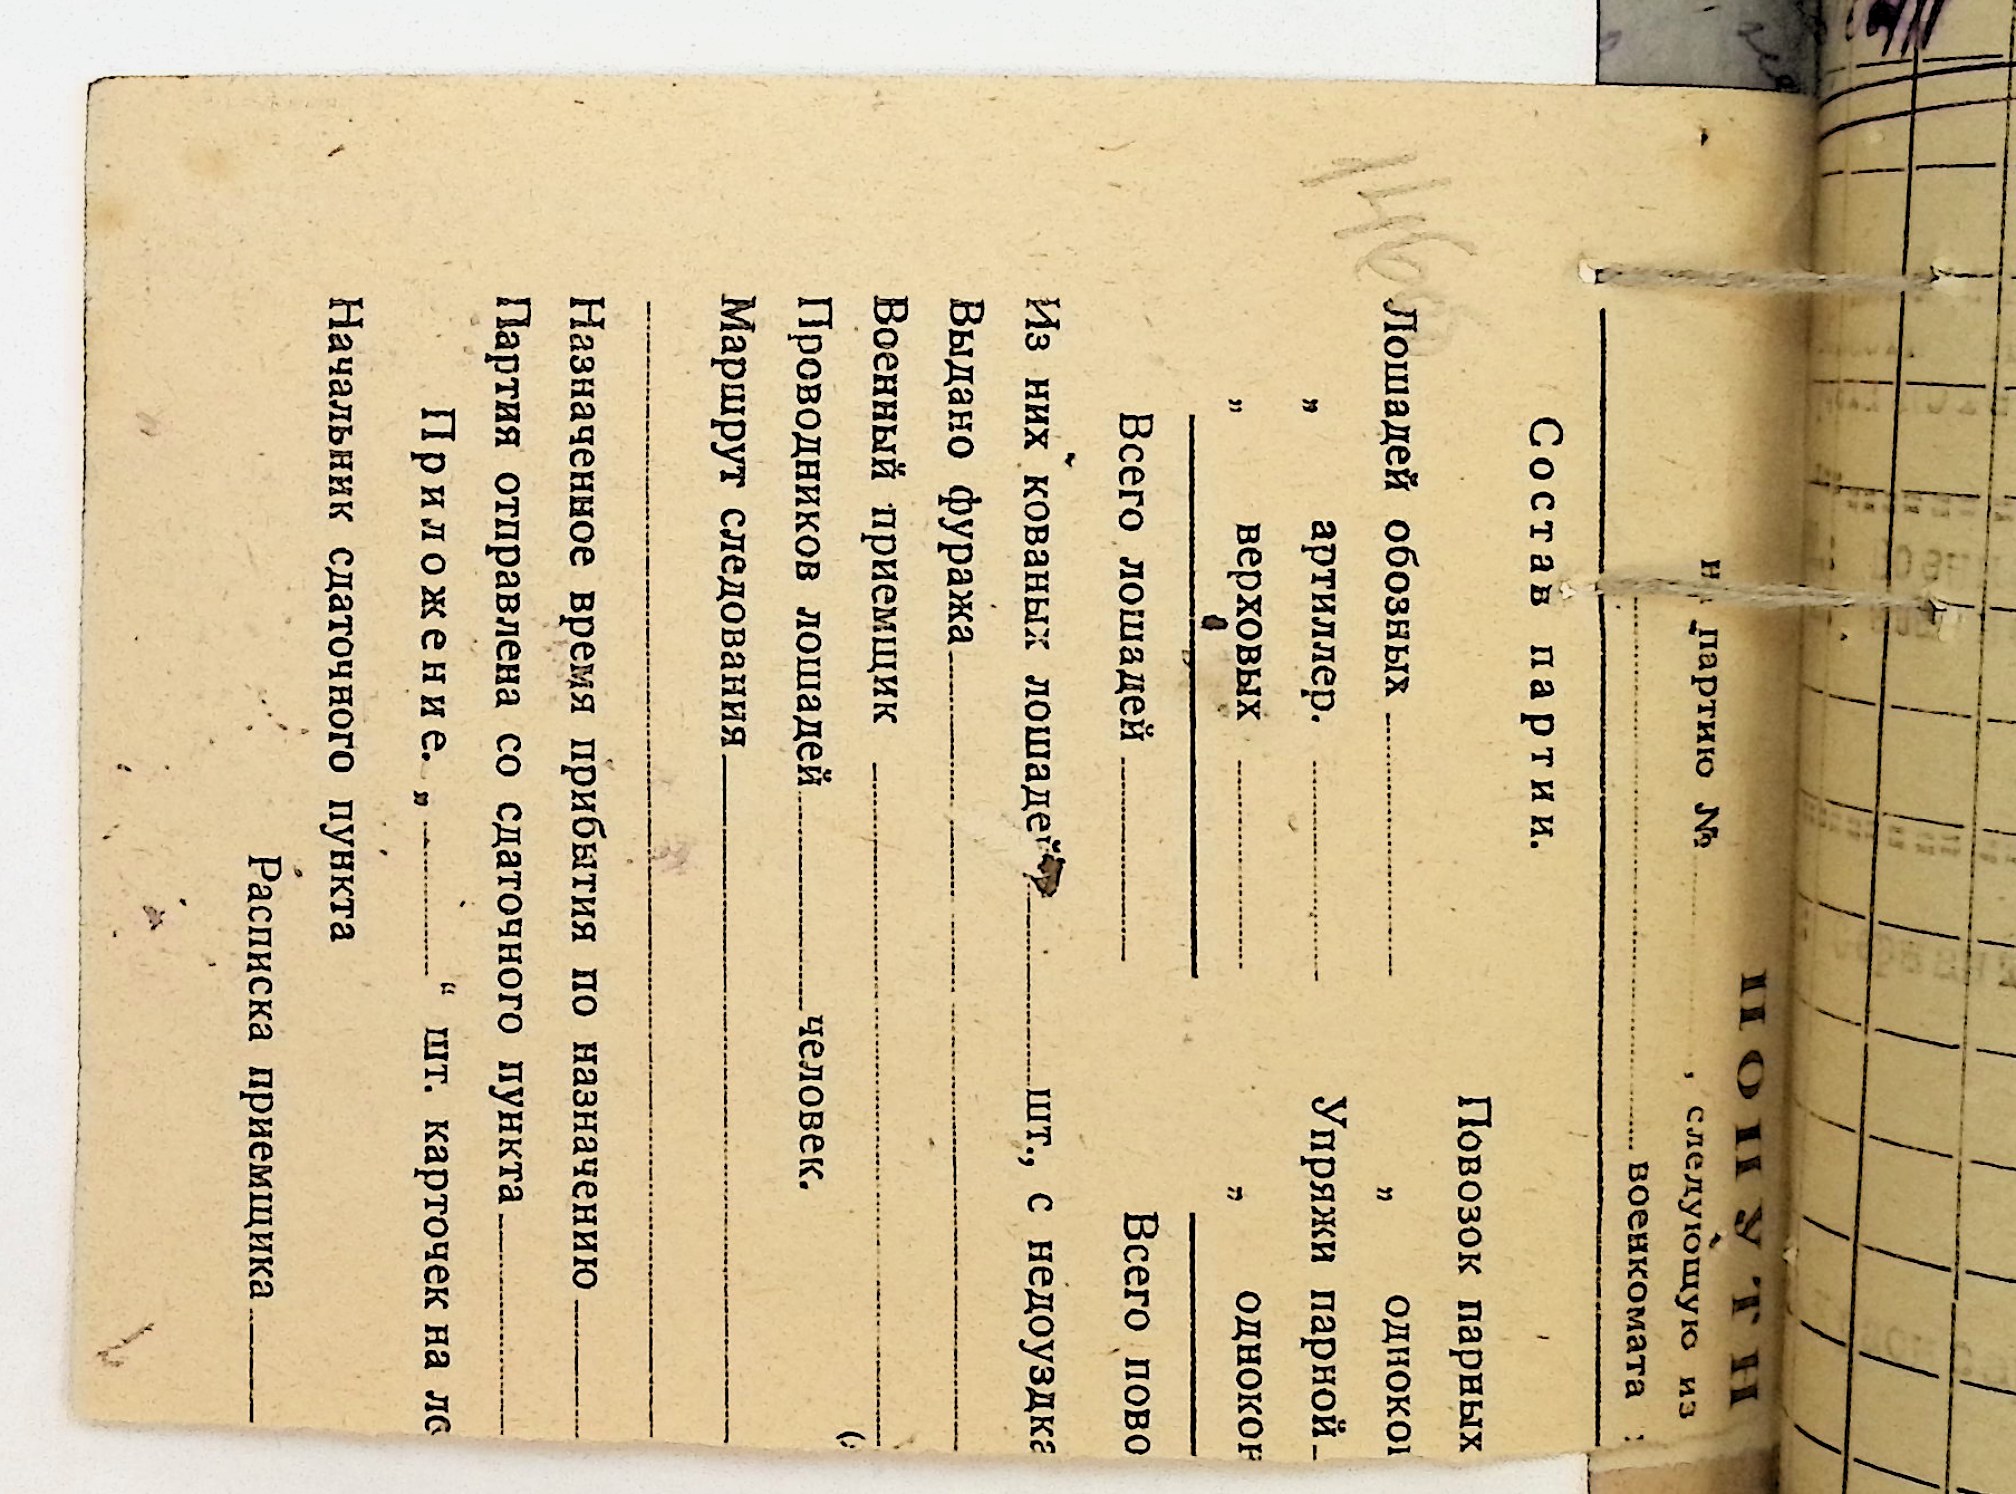 ПОПУТН
на партию № , следующую из
военкомата
Состав партии.
Повозок парных
Лошадей обозных „ одноко
„ артиллер. Упряжи парной
„ верховых „ однокон
Всего лошадей Всего пово
Из них кованых лошадей шт., с недоуздка
Выдано фуража
Военный приемщик
Проводников лошадей человек.
Маршрут следования
Назначенное время прибытия по назначению
Партия отправлена со сдаточного пункта
Приложение. „ “ шт. карточек на ло
Начальник сдаточного пункта
Расписка приемщика